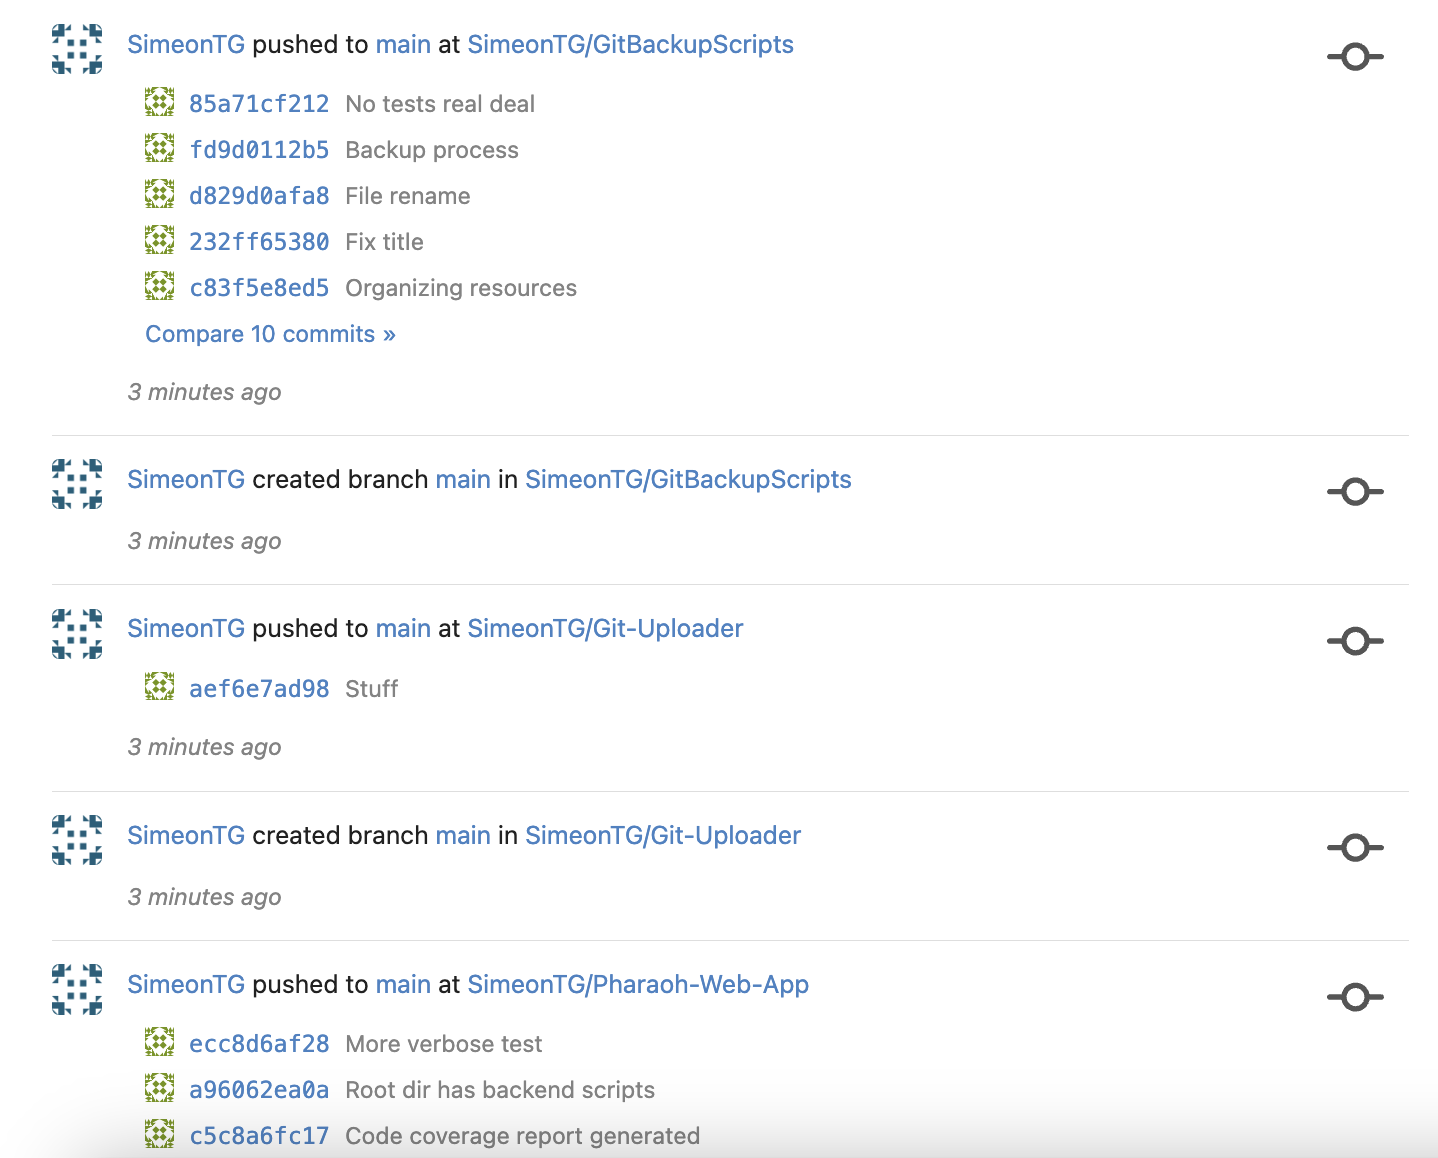 SimeonTG pushed to main at SimeonTG/GitBackupScripts
85a71cf212 No tests real deal
fd9d0112b5 Backup process
d829d0afa8 File rename
232ff65380 Fix title
c83f5e8ed5 Organizing resources
Compare 10 commits »
3 minutes ago
SimeonTG created branch main in SimeonTG/GitBackupScripts
3 minutes ago
SimeonTG pushed to main at SimeonTG/Git-Uploader
aef6e7ad98 Stuff
3 minutes ago
SimeonTG created branch main in SimeonTG/Git-Uploader
3 minutes ago
SimeonTG pushed to main at SimeonTG/Pharaoh-Web-App
ecc8d6af28 More verbose test
a96062ea0a Root dir has backend scripts
c5c8a6fc17 Code coverage report generated